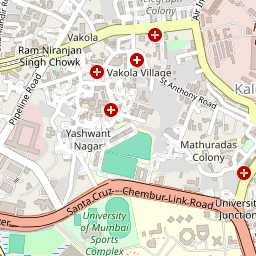 Telegraph
Colony
Vakola
Ram Niranjan
Singh Chowk
Vakola Village
St Anthony Road
Pipeline Road
Yashwant
Nagar
Mathuradas
Colony
Santa Cruz - Chembur Link Road
University
Junction
University
of Mumbai
Sports
Complex